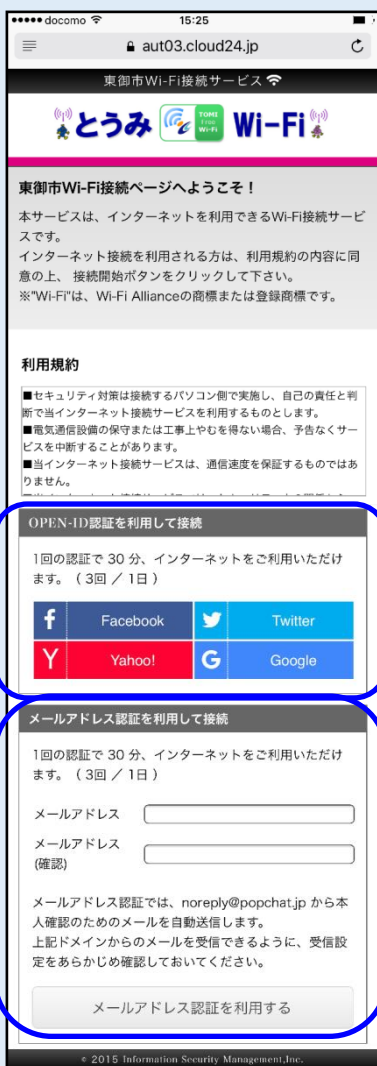 docomo 15:25
aut03.cloud24.jp
東御市Wi-Fi接続サービス
とうみ TOMI Free Wi-Fi Wi-Fi
東御市Wi-Fi接続ページへようこそ！
本サービスは、インターネットを利用できるWi-Fi接続サービ
スです。
インターネット接続を利用される方は、利用規約の内容に同
意の上、 接続開始ボタンをクリックして下さい。
※"Wi-Fi"は、Wi-Fi Allianceの商標または登録商標です。
利用規約
■セキュリティ対策は接続するパソコン側で実施し、自己の責任と判
断で当インターネット接続サービスを利用するものとします。
■電気通信設備の保守または工事上やむを得ない場合、予告なくサー
ビスを中断することがあります。
■当インターネット接続サービスは、通信速度を保証するものではあ
りません。
OPEN-ID認証を利用して接続
1回の認証で 30 分、インターネットをご利用いただけ
ます。（ 3回 ／ 1日 ）
f Facebook Twitter
Y Yahoo! G Google
メールアドレス認証を利用して接続
1回の認証で 30 分、インターネットをご利用いただけ
ます。（ 3回 ／ 1日 ）
メールアドレス
メールアドレス
(確認)
メールアドレス認証では、noreply@popchat.jp から本
人確認のためのメールを自動送信します。
上記ドメインからのメールを受信できるように、受信設
定をあらかじめ確認しておいてください。
メールアドレス認証を利用する
© 2015 Information Security Management,Inc.